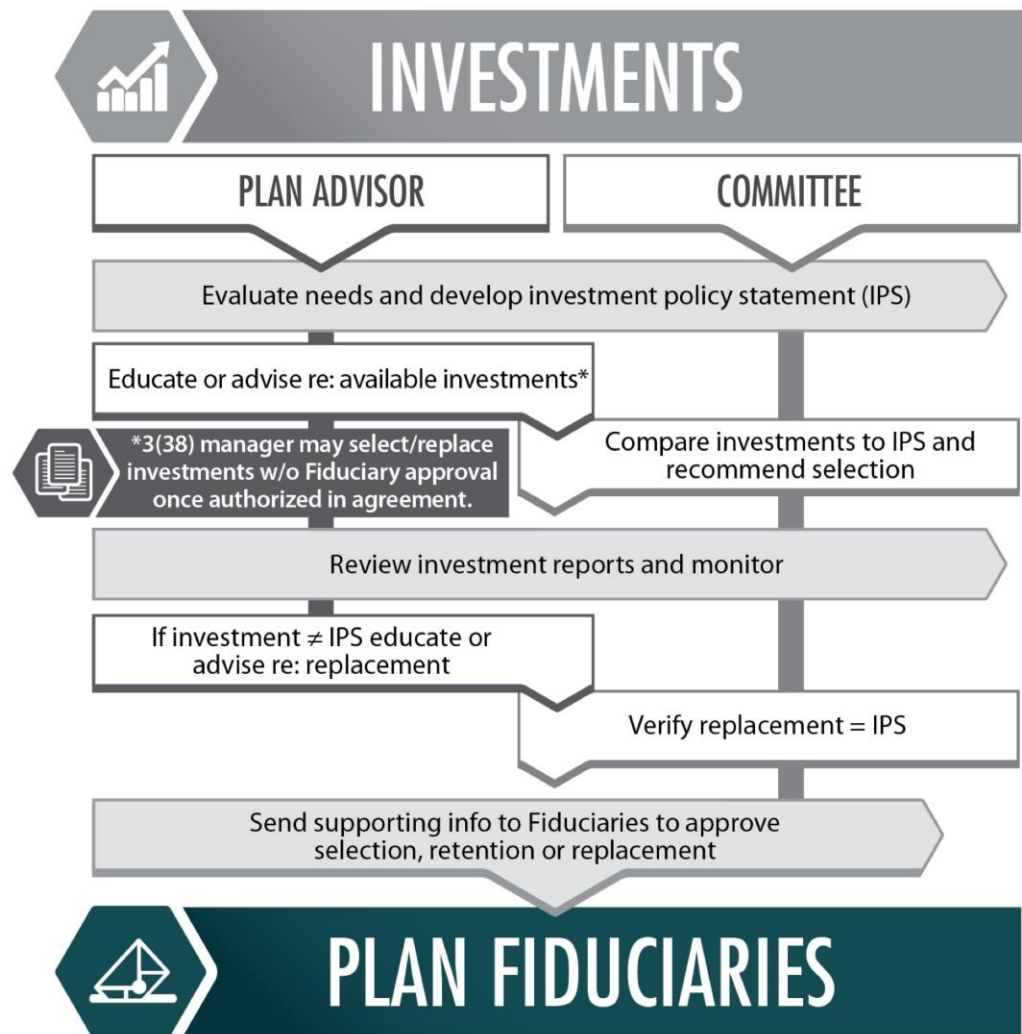 INVESTMENTS
PLAN ADVISOR
COMMITTEE
Evaluate needs and develop investment policy statement (IPS)
Educate or advise re: available investments*
*3(38) manager may select/replace
investments w/o Fiduciary approval
once authorized in agreement.
Compare investments to IPS and
recommend selection
Review investment reports and monitor
If investment ≠ IPS educate or
advise re: replacement
Verify replacement = IPS
Send supporting info to Fiduciaries to approve
selection, retention or replacement
PLAN FIDUCIARIES